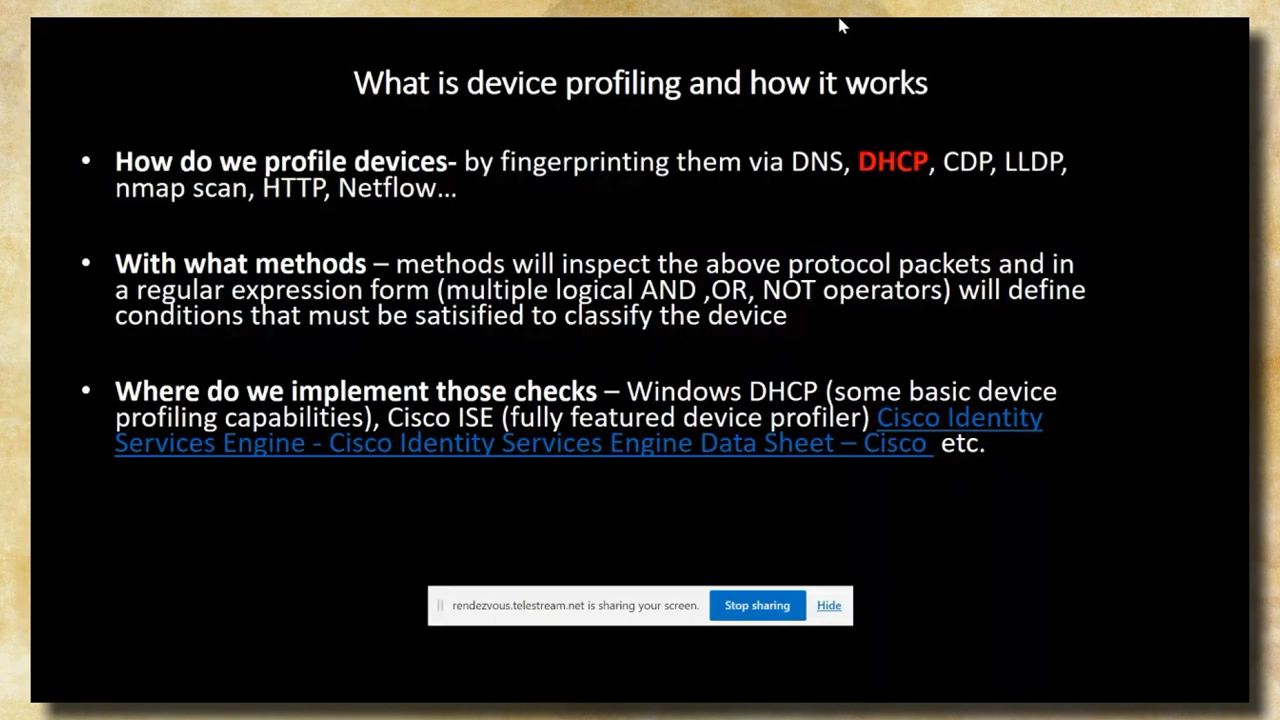 What is device profiling and how it works
• How do we profile devices- by fingerprinting them via DNS, DHCP, CDP, LLDP,
nmap scan, HTTP, Netflow...
• With what methods – methods will inspect the above protocol packets and in
a regular expression form (multiple logical AND ,OR, NOT operators) will define
conditions that must be satisified to classify the device
• Where do we implement those checks – Windows DHCP (some basic device
profiling capabilities), Cisco ISE (fully featured device profiler) Cisco Identity
Services Engine - Cisco Identity Services Engine Data Sheet – Cisco etc.
rendezvous.telestream.net is sharing your screen. Stop sharing Hide